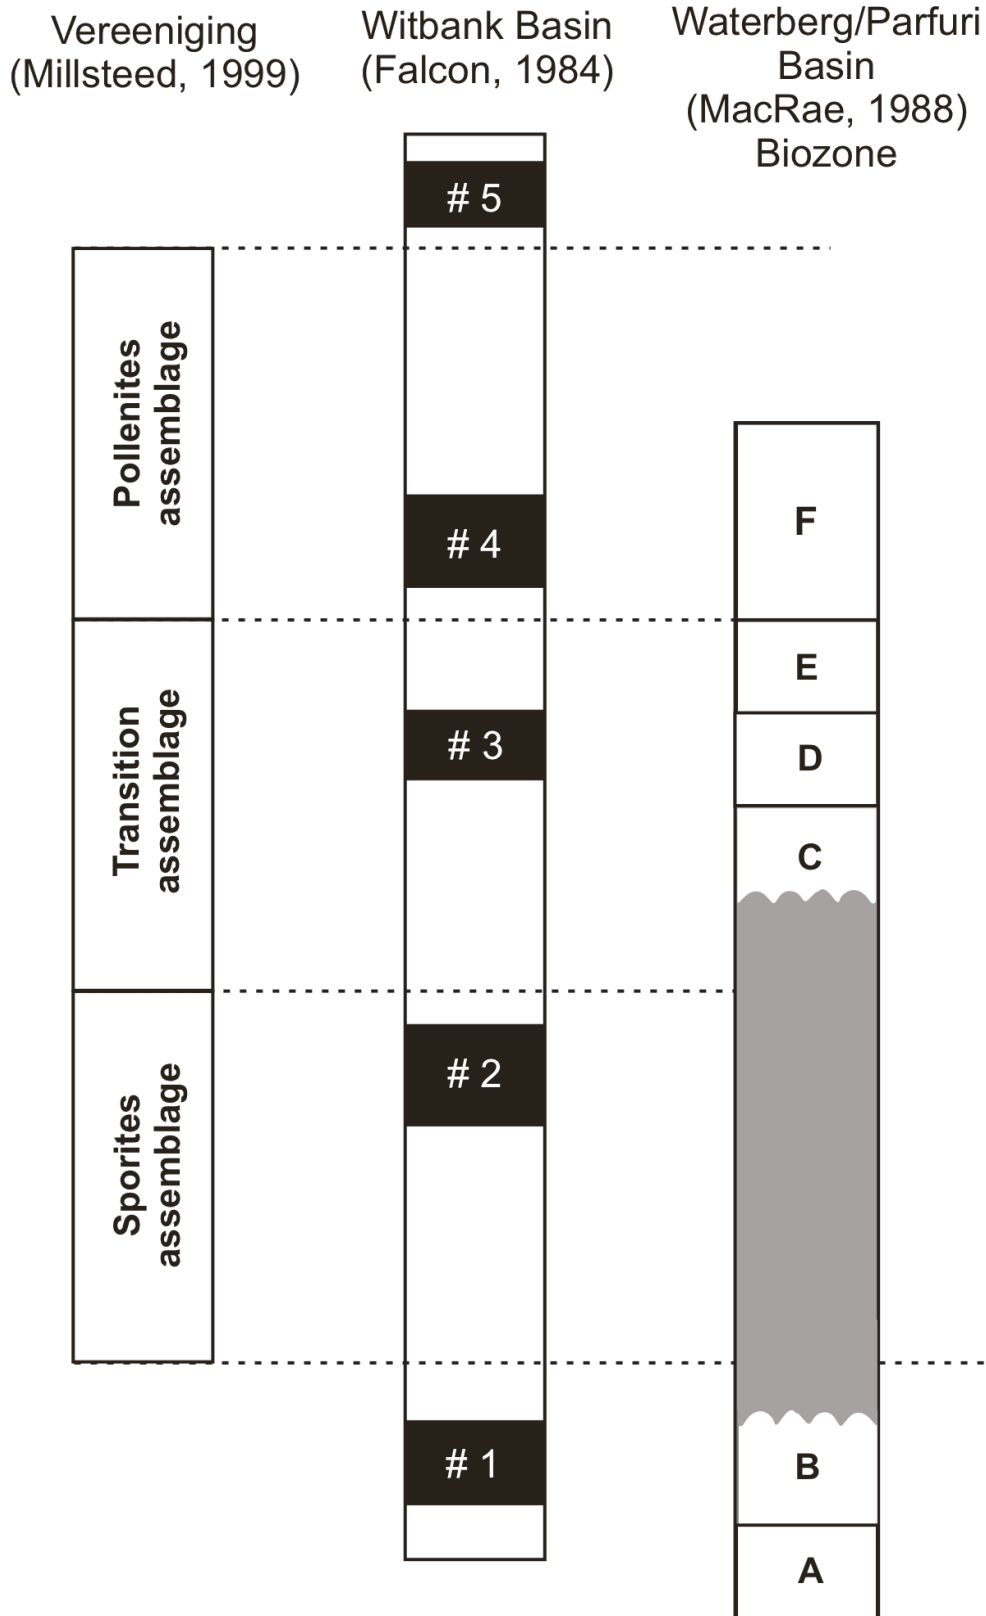 Vereeniging
(Millsteed, 1999)
Witbank Basin
(Falcon, 1984)
Waterberg/Parfuri
Basin
(MacRae, 1988)
Biozone
Pollenites
assemblage
Transition
assemblage
Sporites
assemblage
# 5
# 4
# 3
# 2
# 1
F
E
D
C
B
A